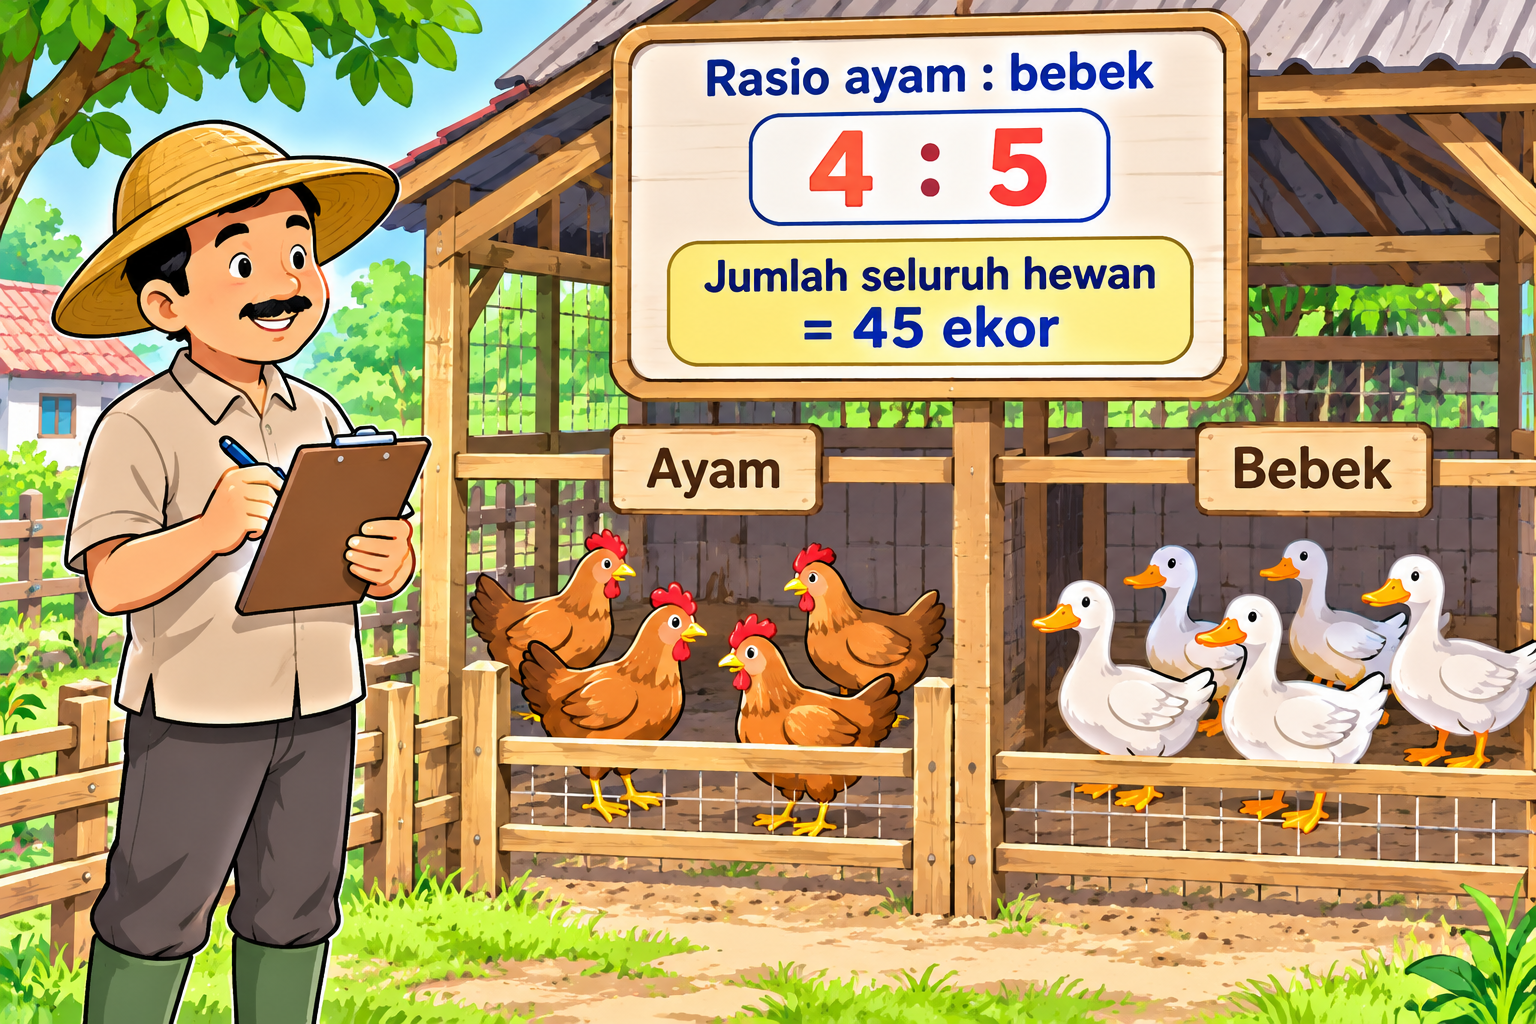 Rasio ayam : bebek
4 : 5
Jumlah seluruh hewan
= 45 ekor
Ayam
Bebek